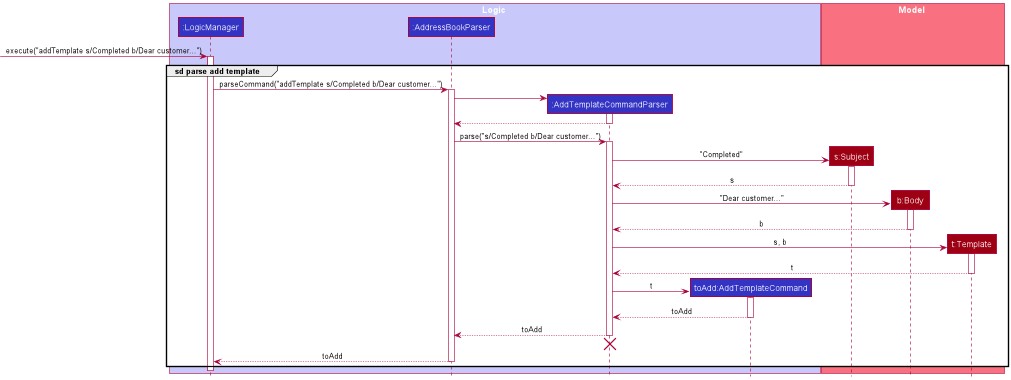 Logic
Model
:LogicManager
:AddressBookParser
execute("addTemplate s/Completed b/Dear customer...")
sd parse add template
parseCommand("addTemplate s/Completed b/Dear customer...")
:AddTemplateCommandParser
parse("s/Completed b/Dear customer...")
"Completed"
s:Subject
s
"Dear customer..."
b:Body
b
s, b
t:Template
t
t
toAdd:AddTemplateCommand
toAdd
toAdd
toAdd